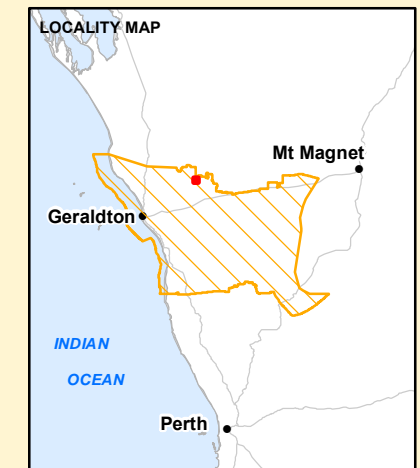 LOCALITY MAP
Mt Magnet
Geraldton
INDIAN
OCEAN
Perth